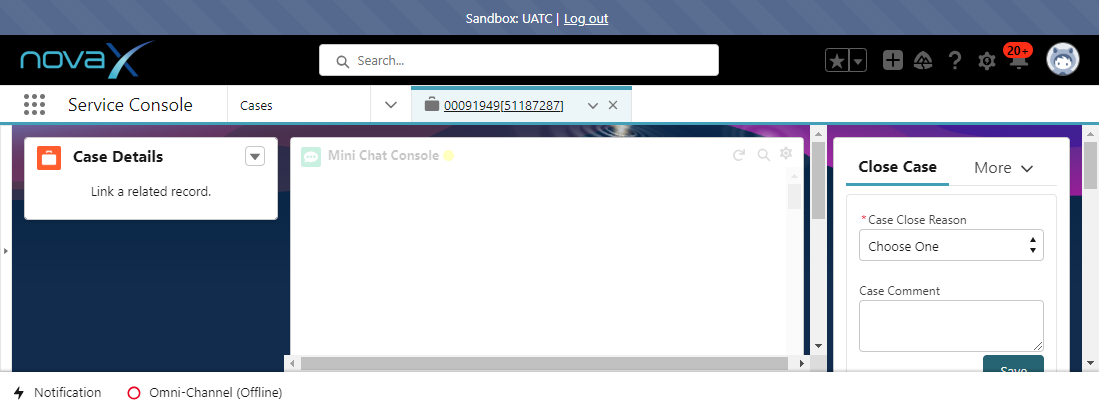 Sandbox: UATC | Log out
novaX
Search...
20+
Service Console
Cases
00091949[51187287]
Case Details
Link a related record.
Mini Chat Console
Close Case
More
*Case Close Reason
Choose One
Case Comment
Save
Notification
Omni-Channel (Offline)